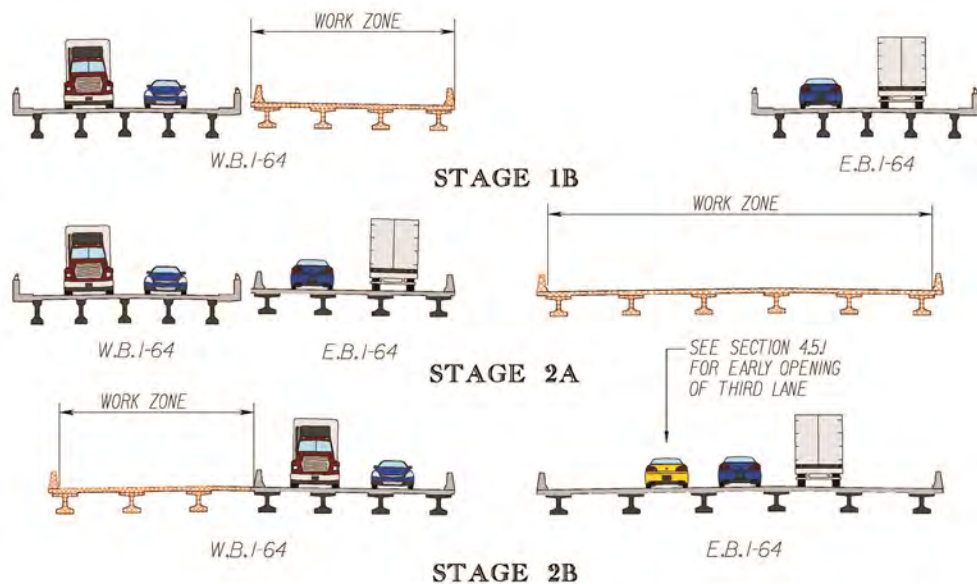 WORK ZONE
W.B.I-64
E.B.I-64
STAGE 1B
WORK ZONE
W.B.I-64
E.B.I-64
STAGE 2A
SEE SECTION 4.5.1
FOR EARLY OPENING
OF THIRD LANE
WORK ZONE
W.B.I-64
E.B.I-64
STAGE 2B